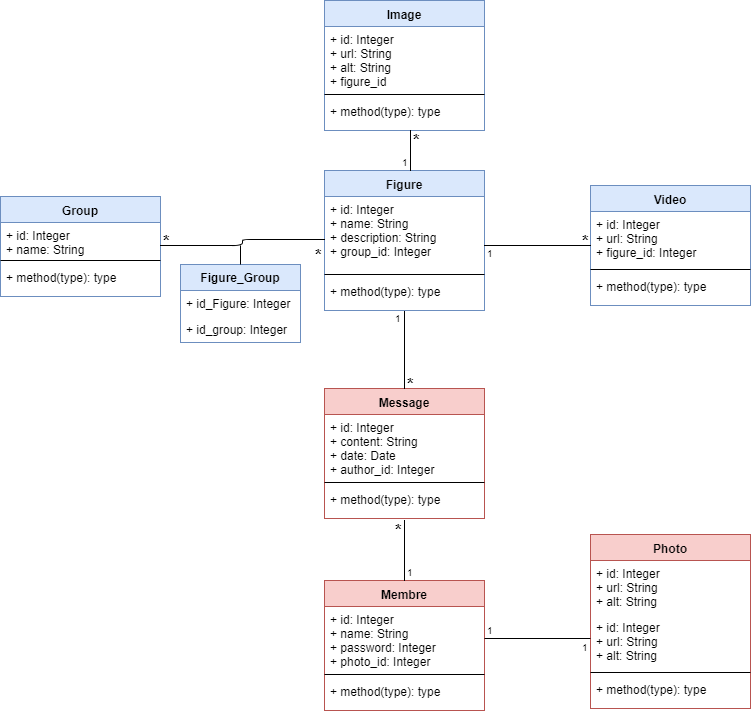 Image
+ id: Integer
+ url: String
+ alt: String
+ figure_id
+ method(type): type
*
1
Figure
+ id: Integer
+ name: String
+ description: String
+ group_id: Integer
+ method(type): type
Group
+ id: Integer
+ name: String
+ method(type): type
*
*
Figure_Group
+ id_Figure: Integer
+ id_group: Integer
Video
+ id: Integer
+ url: String
+ figure_id: Integer
+ method(type): type
1
*
1
*
Message
+ id: Integer
+ content: String
+ date: Date
+ author_id: Integer
+ method(type): type
*
1
Membre
+ id: Integer
+ name: String
+ password: Integer
+ photo_id: Integer
+ method(type): type
1
1
Photo
+ id: Integer
+ url: String
+ alt: String
+ id: Integer
+ url: String
+ alt: String
+ method(type): type